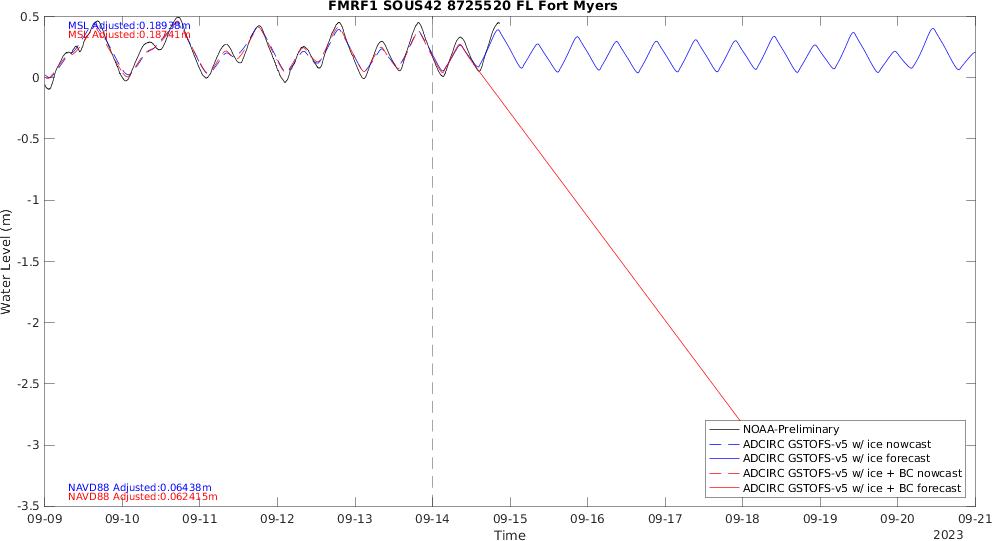 FMRF1 SOUS42 8725520 FL Fort Myers
MSL Adjusted:0.18938m
MSL Adjusted:0.18741m
0.5
0
-0.5
-1
-1.5
-2
-2.5
-3
-3.5
Water Level (m)
NAVD88 Adjusted:0.06438m
NAVD88 Adjusted:0.062415m
NOAA-Preliminary
ADCIRC GSTOFS-v5 w/ ice nowcast
ADCIRC GSTOFS-v5 w/ ice forecast
ADCIRC GSTOFS-v5 w/ ice + BC nowcast
ADCIRC GSTOFS-v5 w/ ice + BC forecast
09-09 09-10 09-11 09-12 09-13 09-14 09-15 09-16 09-17 09-18 09-19 09-20 09-21
Time
2023